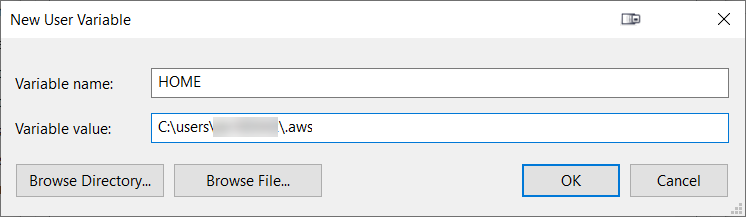 New User Variable
Variable name:
HOME
Variable value:
C:\users\ \.aws
Browse Directory...
Browse File...
OK
Cancel